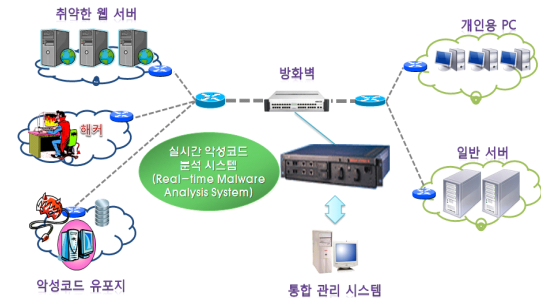 취약한 웹 서버
개인용 PC
방화벽
해커
실시간 악성코드
분석 시스템
(Real-time Malware
Analysis System)
일반 서버
악성코드 유포지
통합 관리 시스템